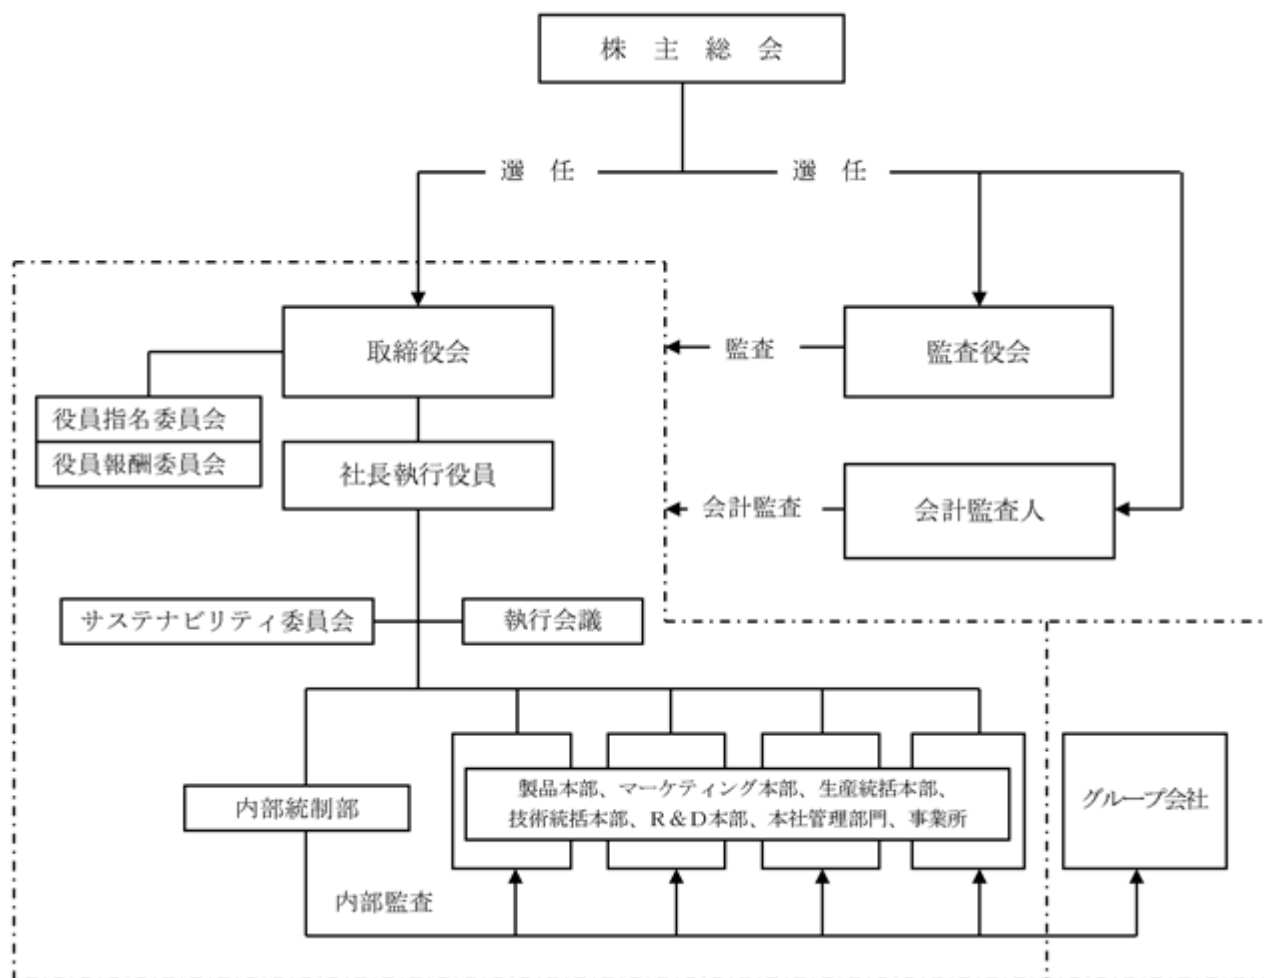 株主総会
選任
選任
取締役会
監査
監査役会
役員指名委員会
役員報酬委員会
社長執行役員
会計監査
会計監査人
サステナビリティ委員会
執行会議
内部統制部
製品本部、マーケティング本部、生産統括本部、
技術統括本部、R&D本部、本社管理部門、事業所
グループ会社
内部監査